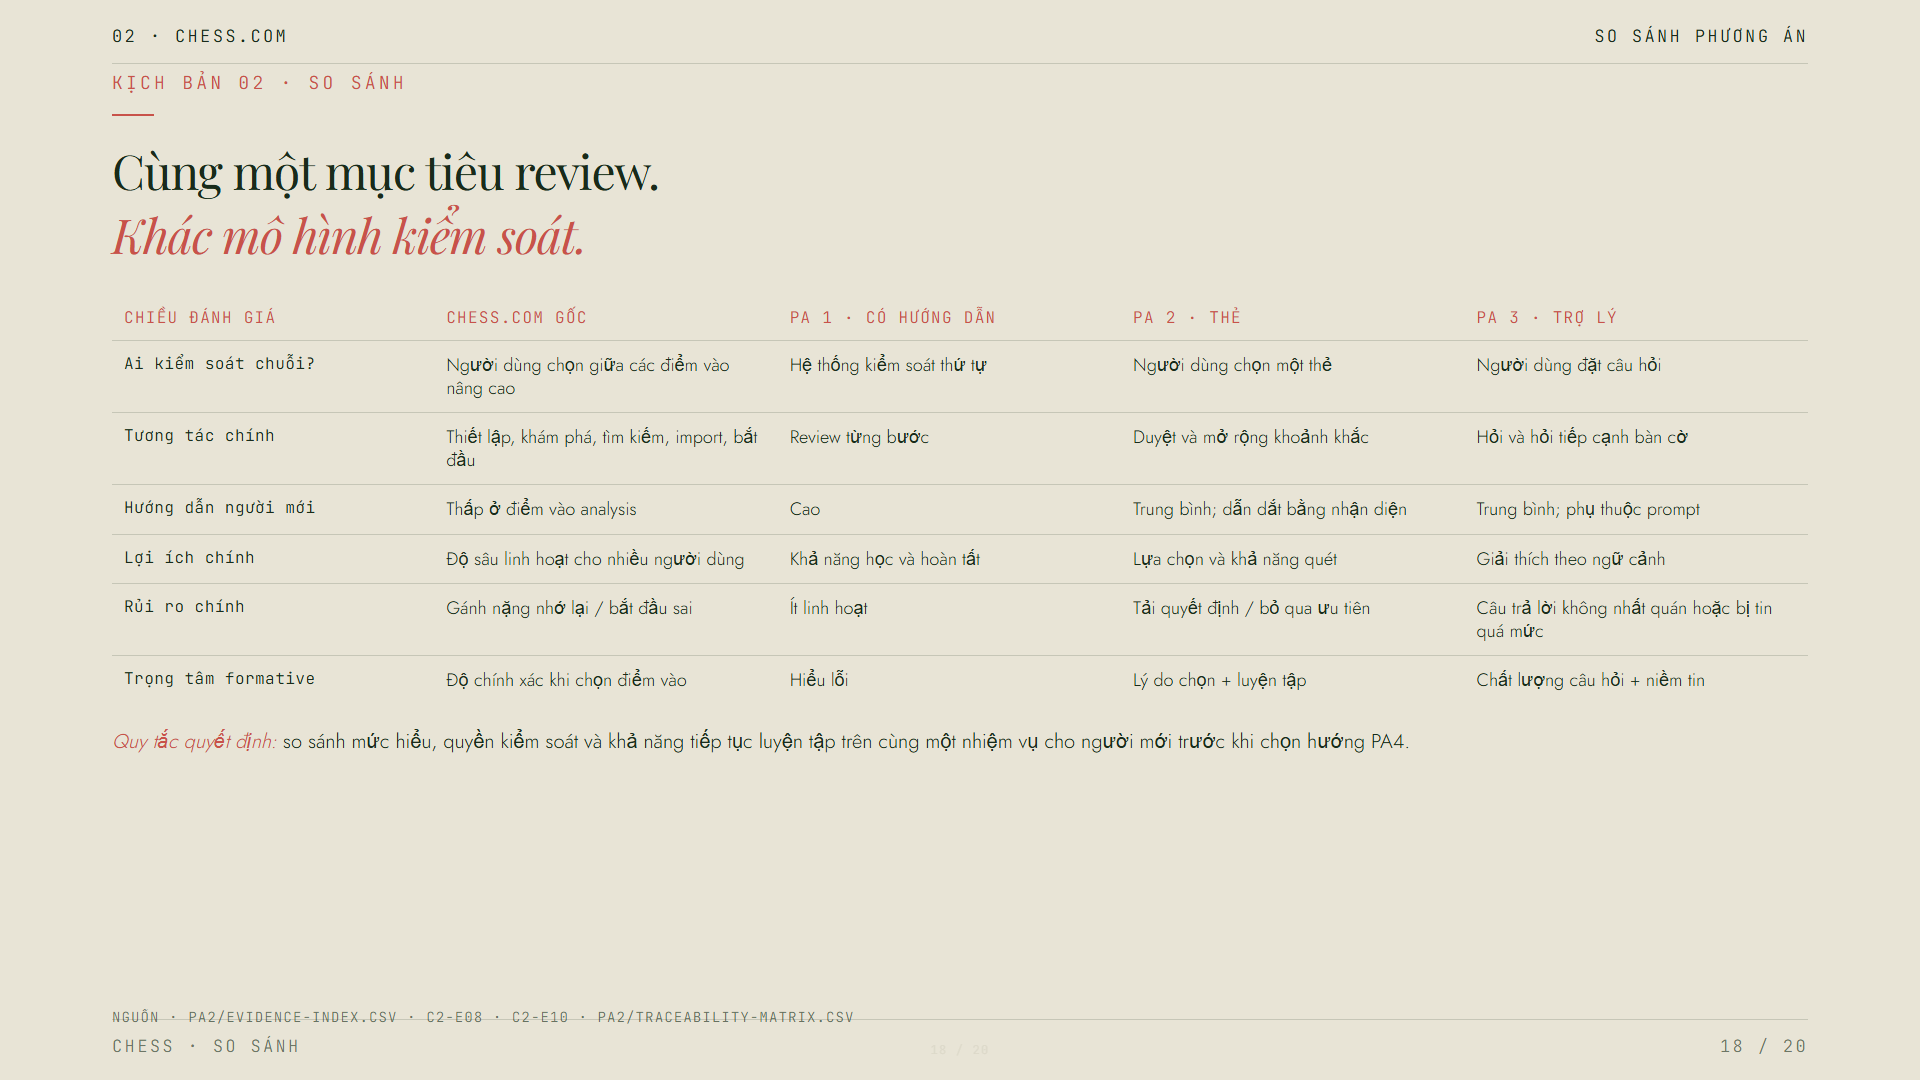 02 · CHESS.COM
SO SÁNH PHƯƠNG ÁN
KỊCH BẢN 02 · SO SÁNH
Cùng một mục tiêu review.
Khác mô hình kiểm soát.
CHIỀU ĐÁNH GIÁ
CHESS.COM GỐC
PA 1 · CÓ HƯỚNG DẪN
PA 2 · THẺ
PA 3 · TRỢ LÝ
Ai kiểm soát chuỗi?
Người dùng chọn giữa các điểm vào
nâng cao
Hệ thống kiểm soát thứ tự
Người dùng chọn một thẻ
Người dùng đặt câu hỏi
Tương tác chính
Thiết lập, khám phá, tìm kiếm, import, bắt
đầu
Review từng bước
Duyệt và mở rộng khoảnh khắc
Hỏi và hỏi tiếp cạnh bàn cờ
Hướng dẫn người mới
Thấp ở điểm vào analysis
Cao
Trung bình; dẫn dắt bằng nhận diện
Trung bình; phụ thuộc prompt
Lợi ích chính
Độ sâu linh hoạt cho nhiều người dùng
Khả năng học và hoàn tất
Lựa chọn và khả năng quét
Giải thích theo ngữ cảnh
Rủi ro chính
Gánh nặng nhớ lại / bắt đầu sai
Ít linh hoạt
Tải quyết định / bỏ qua ưu tiên
Câu trả lời không nhất quán hoặc bị tin
quá mức
Trọng tâm formative
Độ chính xác khi chọn điểm vào
Hiểu lỗi
Lý do chọn + luyện tập
Chất lượng câu hỏi + niềm tin
Quy tắc quyết định: so sánh mức hiểu, quyền kiểm soát và khả năng tiếp tục luyện tập trên cùng một nhiệm vụ cho người mới trước khi chọn hướng PA4.
NGUỒN · PA2/EVIDENCE-INDEX.CSV · C2-E08 · C2-E10 · PA2/TRACEABILITY-MATRIX.CSV
CHESS · SO SÁNH
18 / 20
18 / 20